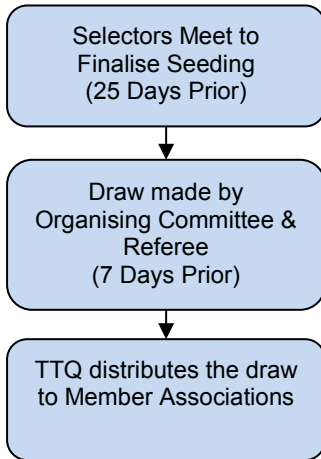 Selectors Meet to
Finalise Seeding
(25 Days Prior)
Draw made by
Organising Committee &
Referee
(7 Days Prior)
TTQ distributes the draw
to Member Associations